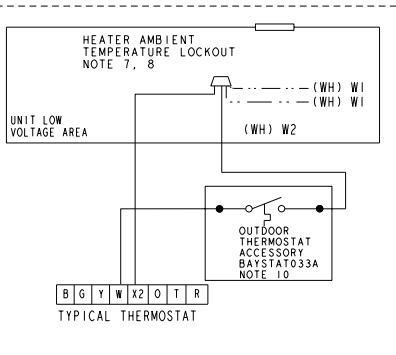 HEATER AMBIENT
TEMPERATURE LOCKOUT
NOTE 7, 8
(WH) W1
(WH) W1
UNIT LOW
VOLTAGE AREA
(WH) W2
OUTDOOR
THERMOSTAT
ACCESSORY
BAYSTAT033A
NOTE 10
B G Y W X2 O T R
TYPICAL THERMOSTAT